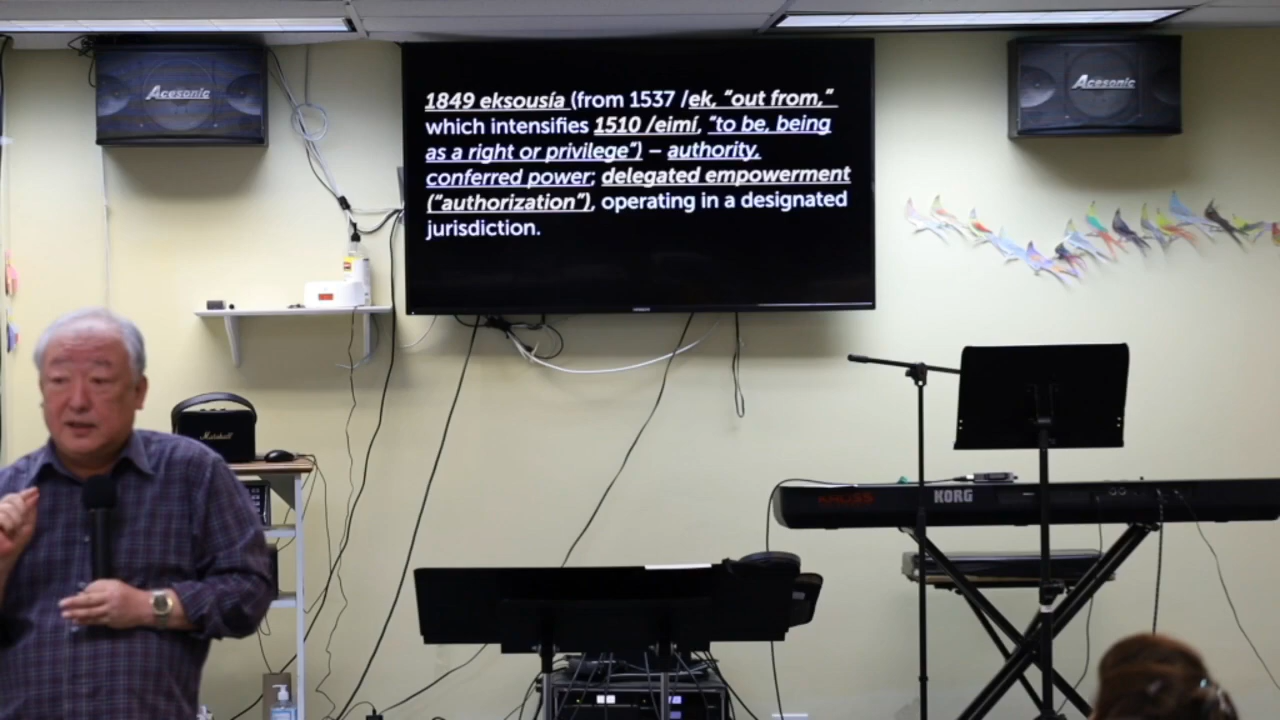 Acesonic
Acesonic
1849 eksousía (from 1537 /ek, "out from,"
which intensifies 1510 /eimí, "to be, being
as a right or privilege") – authority,
conferred power; delegated empowerment
("authorization"), operating in a designated
jurisdiction.
Marshall
KROSS
KORG